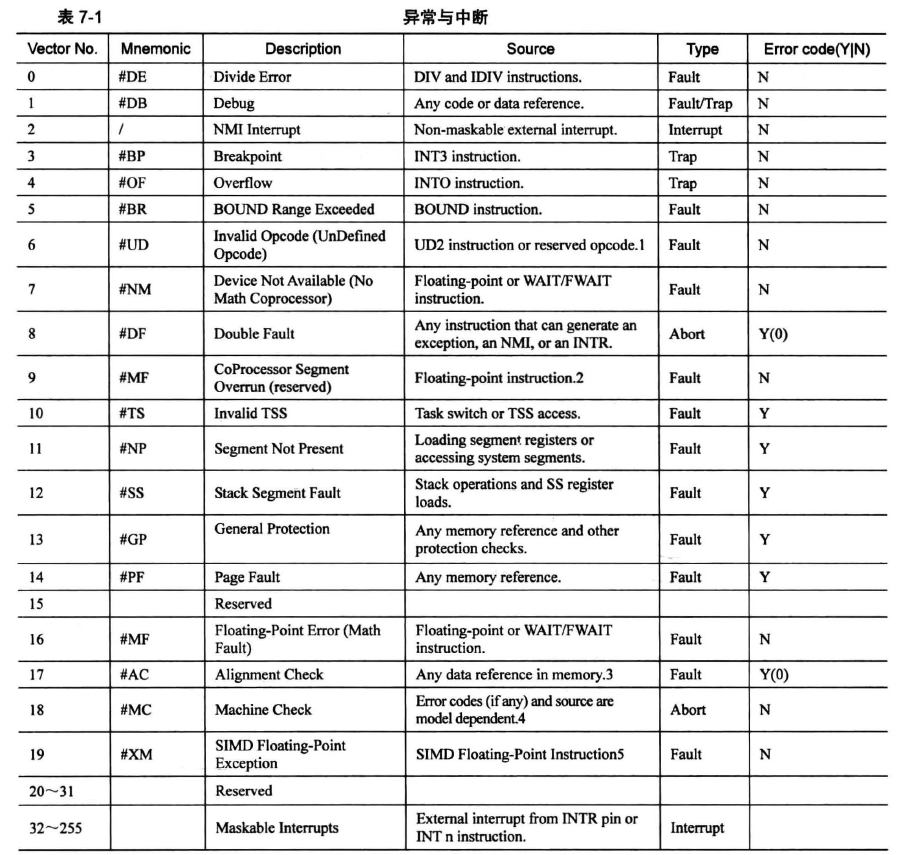 表 7-1 异常与中断
Vector No. Mnemonic Description Source Type Error code(Y|N)
0 #DE Divide Error DIV and IDIV instructions. Fault N
1 #DB Debug Any code or data reference. Fault/Trap N
2 / NMI Interrupt Non-maskable external interrupt. Interrupt N
3 #BP Breakpoint INT3 instruction. Trap N
4 #OF Overflow INTO instruction. Trap N
5 #BR BOUND Range Exceeded BOUND instruction. Fault N
6 #UD Invalid Opcode (UnDefined
Opcode) UD2 instruction or reserved opcode.1 Fault N
7 #NM Device Not Available (No
Math Coprocessor) Floating-point or WAIT/FWAIT
instruction. Fault N
8 #DF Double Fault Any instruction that can generate an
exception, an NMI, or an INTR. Abort Y(0)
9 #MF CoProcessor Segment
Overrun (reserved) Floating-point instruction.2 Fault N
10 #TS Invalid TSS Task switch or TSS access. Fault Y
11 #NP Segment Not Present Loading segment registers or
accessing system segments. Fault Y
12 #SS Stack Segment Fault Stack operations and SS register
loads. Fault Y
13 #GP General Protection Any memory reference and other
protection checks. Fault Y
14 #PF Page Fault Any memory reference. Fault Y
15 Reserved
16 #MF Floating-Point Error (Math
Fault) Floating-point or WAIT/FWAIT
instruction. Fault N
17 #AC Alignment Check Any data reference in memory.3 Fault Y(0)
18 #MC Machine Check Error codes (if any) and source are
model dependent.4 Abort N
19 #XM SIMD Floating-Point
Exception SIMD Floating-Point Instruction5 Fault N
20～31 Reserved
32～255 Maskable Interrupts External interrupt from INTR pin or
INT n instruction. Interrupt